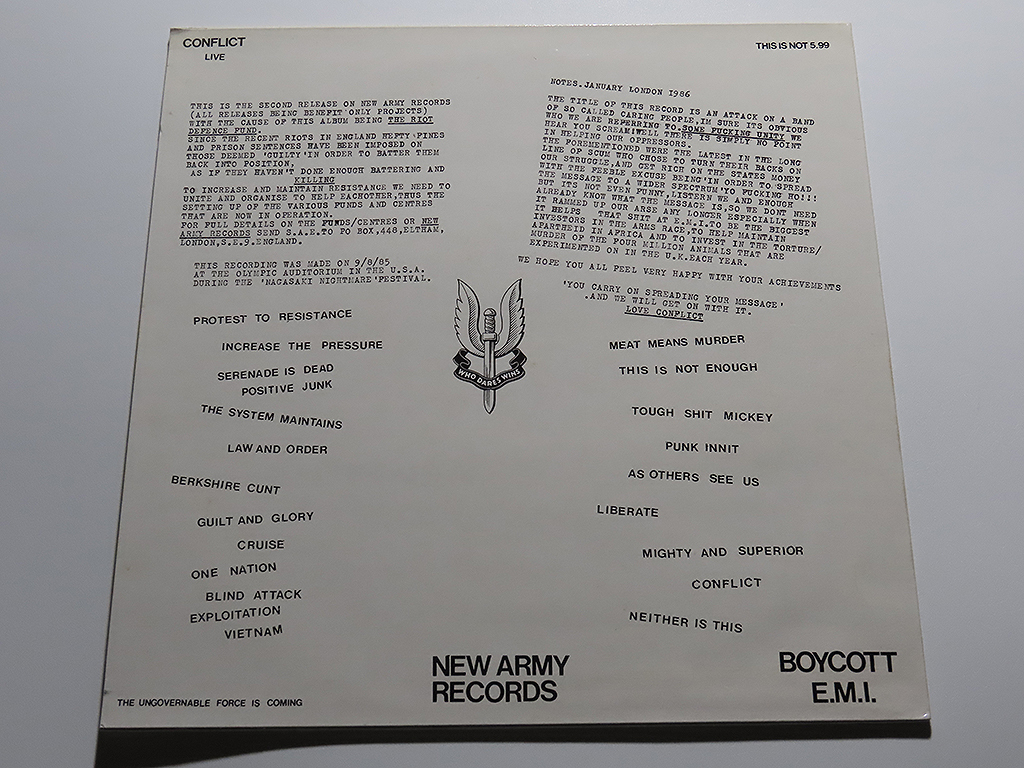 CONFLICT
LIVE
THIS IS NOT 5.99
THIS IS THE SECOND RELEASE ON NEW ARMY RECORDS
(ALL RELEASES BEING BENEFIT ONLY PROJECTS)
WITH THE CAUSE OF THIS ALBUM BEING THE RIOT
DEFENCE FUND.
SINCE THE RECENT RIOTS IN ENGLAND HEFTY FINES
AND PRISON SENTENCES HAVE BEEN IMPOSED ON
THOSE DEEMED 'GUILTY'IN ORDER TO BATTER THEM
BACK INTO POSITION,
AS IF THEY HAVEN'T DONE ENOUGH BATTERING AND
KILLING
TO INCREASE AND MAINTAIN RESISTANCE WE NEED TO
UNITE AND ORGANISE TO HELP EACHOTHER,THUS THE
SETTING UP OF THE VARIOUS FUNDS AND CENTRES
THAT ARE NOW IN OPERATION.
FOR FULL DETAILS ON THE FUNDS/CENTRES OR NEW
ARMY RECORDS SEND S.A.E.TO PO BOX,448,ELTHAM,
LONDON,S.E.9.ENGLAND.
THIS RECORDING WAS MADE ON 9/8/85
AT THE OLYMPIC AUDITORIUM IN THE U.S.A.
DURING THE 'NAGASAKI NIGHTMARE'FESTIVAL.
NOTES.JANUARY LONDON 1986
THE TITLE OF THIS RECORD IS AN ATTACK ON A BAND
OF SO CALLED CARING PEOPLE,IM SURE ITS OBVIOUS
WHO WE ARE REFERRING TO.SOME FUCKING UNITY WE
HEAR YOU SCREAM!WELL THERE IS SIMPLY NO POINT
IN HELPING OUR OPPRESSORS.
THE FOREMENTIONED WERE THE LATEST IN THE LONG
LINE OF SCUM WHO CHOSE TO TURN THEIR BACKS ON
OUR STRUGGLE,AND GET RICH ON THE STATES MONEY
WITH THE FEEBLE EXCUSE BEING'IN ORDER TO SPREAD
THE MESSAGE TO A WIDER SPECTRUM'YO FUCKING HO!!!
BUT ITS NOT EVEN FUNNY,LISTERN WE AND ENOUGH
ALREADY KNOW WHAT THE MESSAGE IS,SO WE DONT NEED
IT RAMMED UP OUR ARSE ANY LONGER ESPECIALLY WHEN
IT HELPS THAT SHIT AT E.M.I.TO BE THE BIGGEST
INVESTORS IN THE ARMS RACE,TO HELP MAINTAIN
APARTHEID IN AFRICA AND TO INVEST IN THE TORTURE/
MURDER OF THE FOUR MILLION ANIMALS THAT ARE
EXPERIMENTED ON IN THE U.K.EACH YEAR.
WE HOPE YOU ALL FEEL VERY HAPPY WITH YOUR ACHIEVEMENTS
'YOU CARRY ON SPREADING YOUR MESSAGE'
.AND WE WILL GET ON WITH IT.
LOVE CONFLICT
WHO DARES WINS
PROTEST TO RESISTANCE
INCREASE THE PRESSURE
SERENADE IS DEAD
POSITIVE JUNK
THE SYSTEM MAINTAINS
LAW AND ORDER
BERKSHIRE CUNT
GUILT AND GLORY
CRUISE
ONE NATION
BLIND ATTACK
EXPLOITATION
VIETNAM
MEAT MEANS MURDER
THIS IS NOT ENOUGH
TOUGH SHIT MICKEY
PUNK INNIT
AS OTHERS SEE US
LIBERATE
MIGHTY AND SUPERIOR
CONFLICT
NEITHER IS THIS
THE UNGOVERNABLE FORCE IS COMING
NEW ARMY
RECORDS
BOYCOTT
E.M.I.